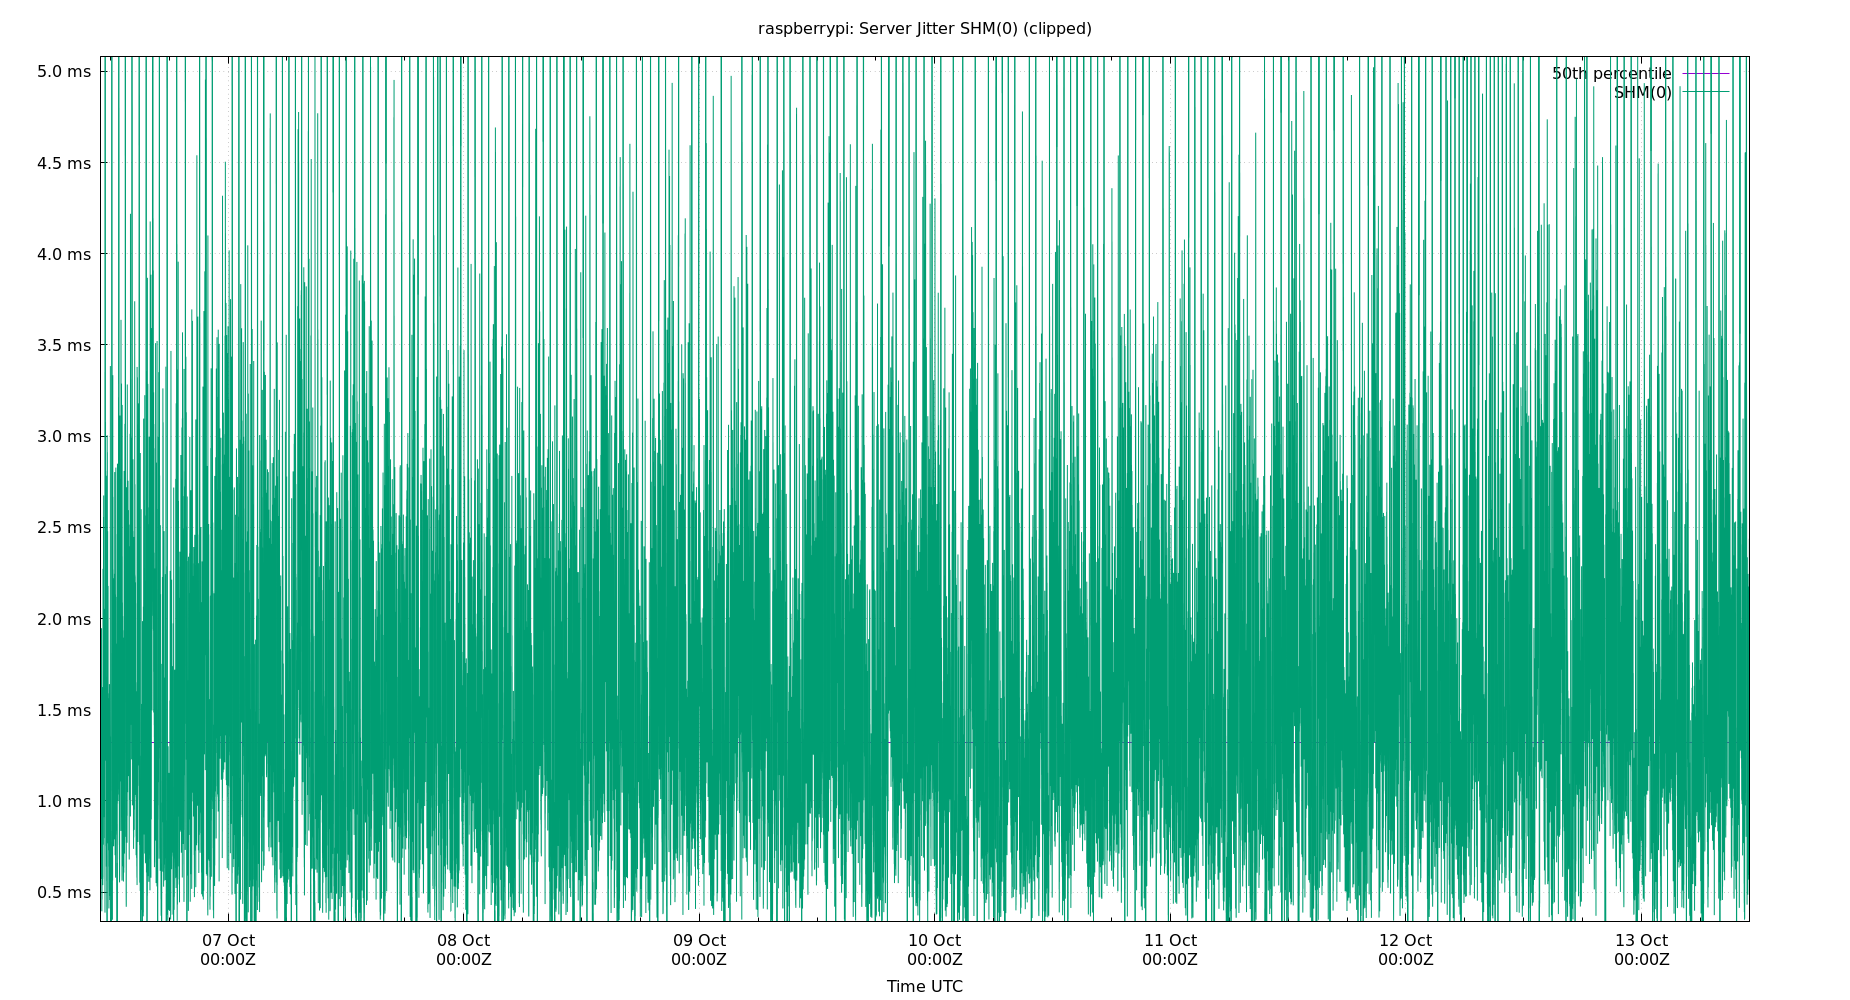 raspberrypi: Server Jitter SHM(0) (clipped)
5.0 ms
50th percentile
SHM(0)
4.5 ms
4.0 ms
3.5 ms
3.0 ms
2.5 ms
2.0 ms
1.5 ms
1.0 ms
0.5 ms
07 Oct 08 Oct 09 Oct 10 Oct 11 Oct 12 Oct 13 Oct
00:00Z 00:00Z 00:00Z 00:00Z 00:00Z 00:00Z 00:00Z
Time UTC